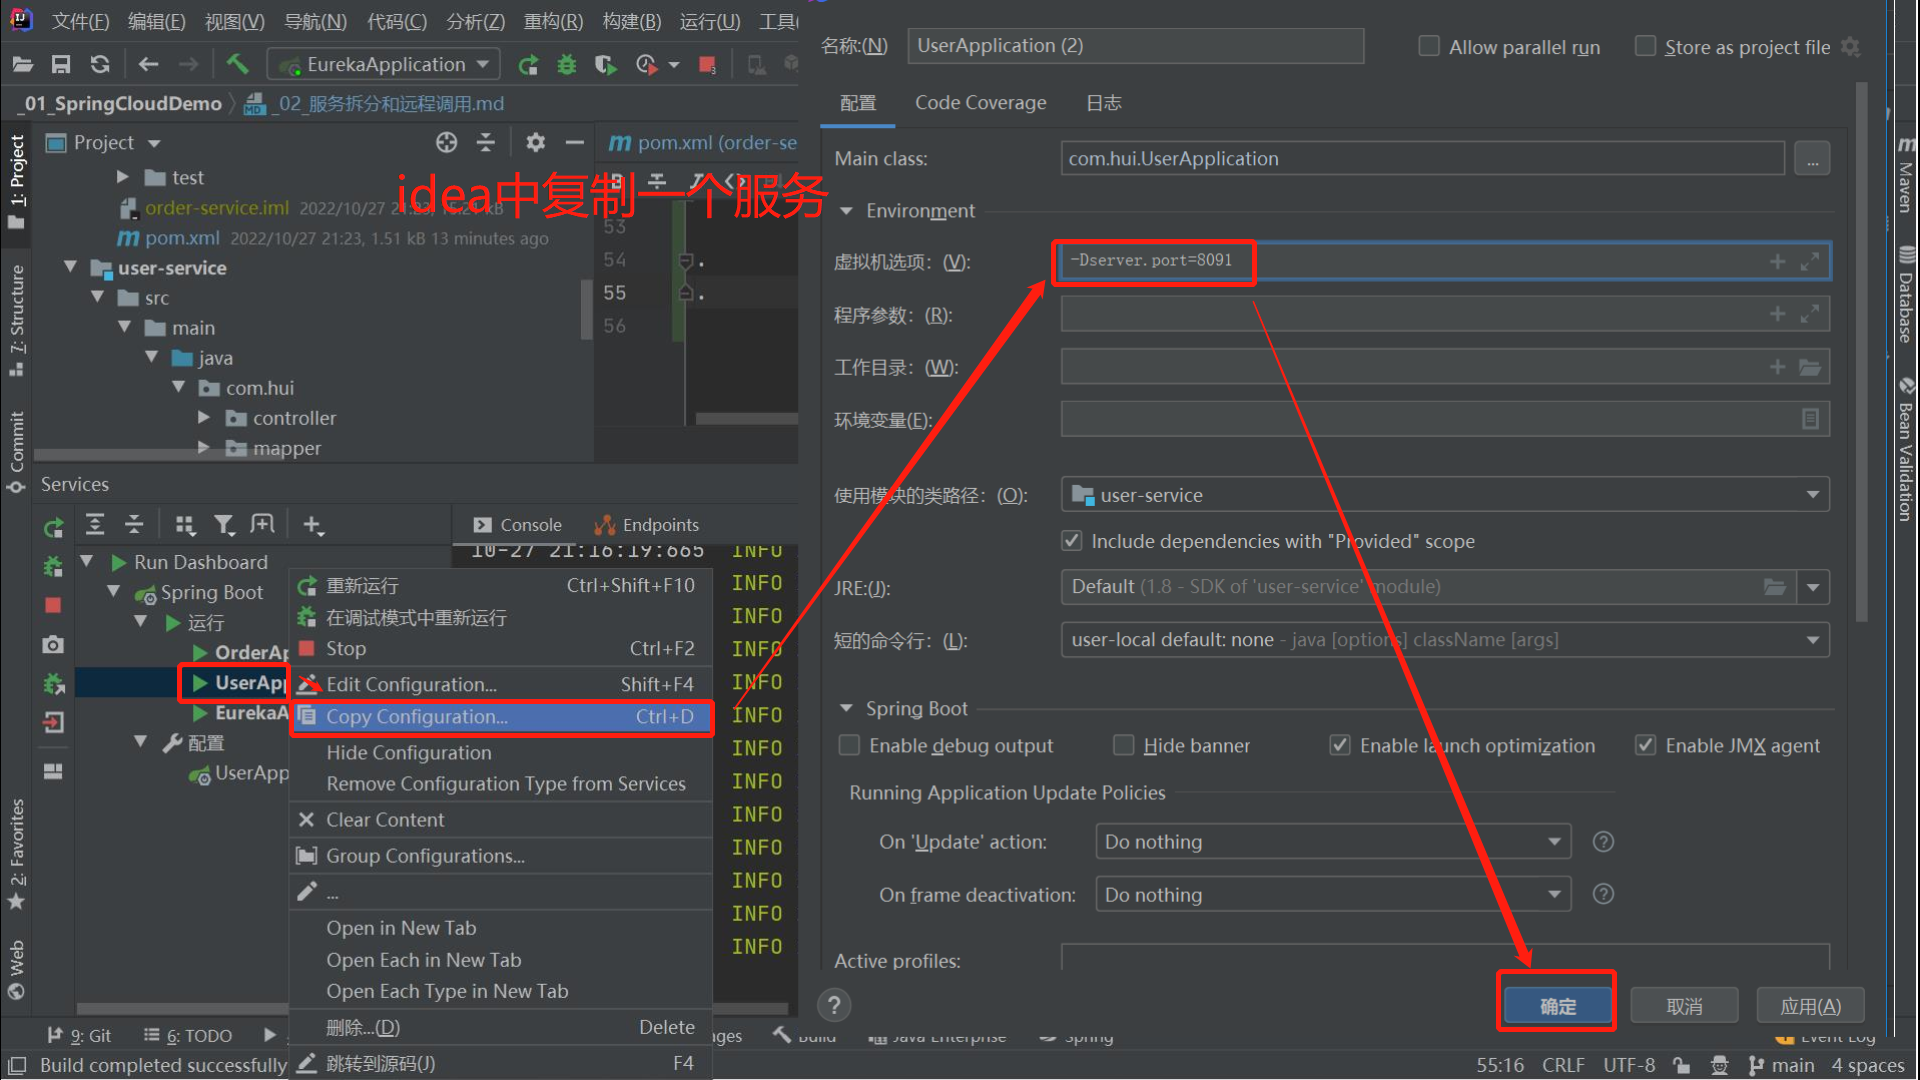 文件(F) 编辑(E) 视图(V) 导航(N) 代码(C) 分析(Z) 重构(R) 构建(B) 运行(U) 工具(
EurekaApplication
_01_SpringCloudDemo
_02_服务拆分和远程调用.md
Project
pom.xml (order-se
test
order-service.iml 2022/10/27 21:23, 15.21 kB
pom.xml 2022/10/27 21:23, 1.51 kB 13 minutes ago
user-service
src
main
java
com.hui
controller
mapper
53
54
55
56
idea中复制一个服务
1: Project
7: Structure
Commit
2: Favorites
Web
Services
Console
Endpoints
10-27 21:16:19:665 INFO
INFO
INFO
INFO
INFO
INFO
INFO
INFO
INFO
INFO
INFO
INFO
INFO
Run Dashboard
Spring Boot
运行
OrderAp
UserApp
EurekaA
配置
UserApp
重新运行 Ctrl+Shift+F10
在调试模式中重新运行
Stop Ctrl+F2
Edit Configuration... Shift+F4
Copy Configuration... Ctrl+D
Hide Configuration
Remove Configuration Type from Services
Clear Content
Group Configurations...
...
Open in New Tab
Open Each in New Tab
Open Each Type in New Tab
删除...(D) Delete
跳转到源码(J) F4
名称:(N) UserApplication (2)
Allow parallel run
Store as project file
配置
Code Coverage
日志
Main class: com.hui.UserApplication
...
Environment
虚拟机选项：(V): -Dserver.port=8091
程序参数：(R):
工作目录：(W):
环境变量(E):
使用模块的类路径：(O): user-service
Include dependencies with "Provided" scope
JRE:(J): Default (1.8 - SDK of 'user-service' module)
短的命令行：(L): user-local default: none - java [options] className [args]
Spring Boot
Enable debug output
Hide banner
Enable launch optimization
Enable JMX agent
Running Application Update Policies
On 'Update' action: Do nothing
On frame deactivation: Do nothing
Active profiles:
确定
取消
应用(A)
Maven
Database
Bean Validation
9: Git
6: TODO
ges
Build
Java Enterprise
Spring
Event Log
Build completed successfully
55:16 CRLF UTF-8 main 4 spaces